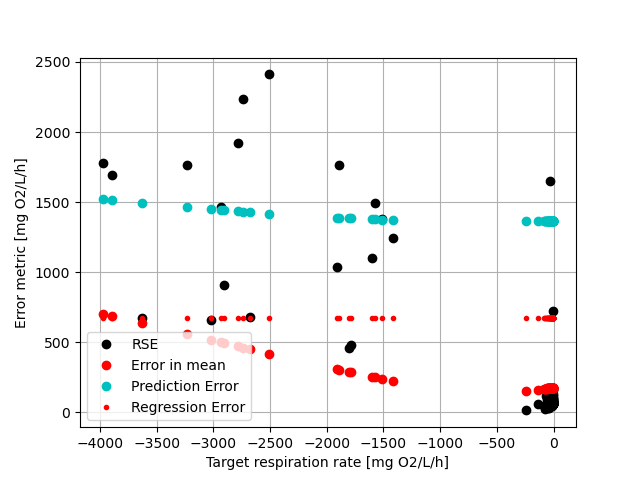 2500
2000
1500
1000
500
0
Error metric [mg O2/L/h]
RSE
Error in mean
Prediction Error
Regression Error
−4000 −3500 −3000 −2500 −2000 −1500 −1000 −500 0
Target respiration rate [mg O2/L/h]